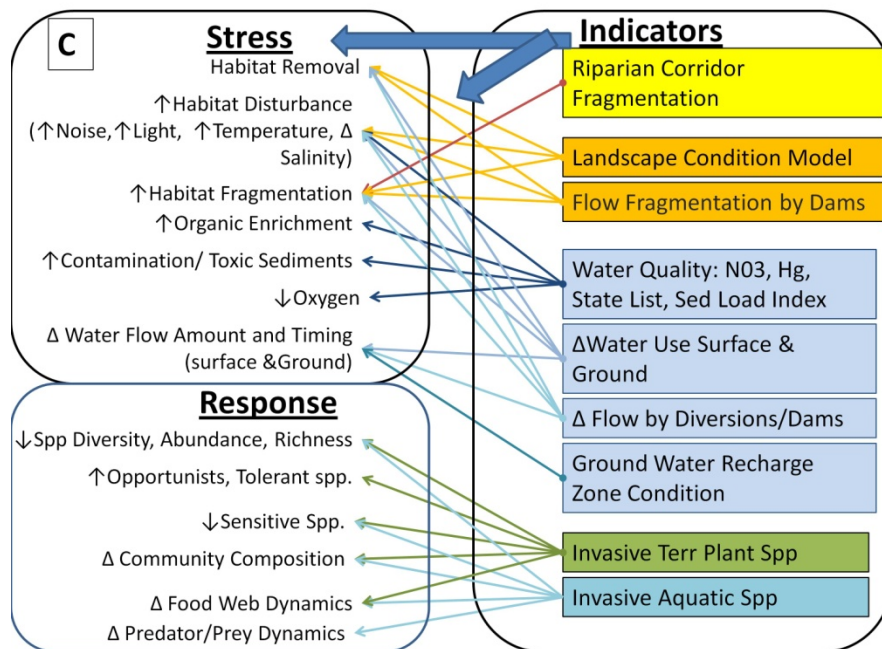 C
Stress
Habitat Removal
↑Habitat Disturbance
(↑Noise,↑Light, ↑Temperature, Δ
Salinity)
↑Habitat Fragmentation
↑Organic Enrichment
↑Contamination/ Toxic Sediments
↓Oxygen
Δ Water Flow Amount and Timing
(surface &Ground)
Response
↓Spp Diversity, Abundance, Richness
↑Opportunists, Tolerant spp.
↓Sensitive Spp.
Δ Community Composition
Δ Food Web Dynamics
Δ Predator/Prey Dynamics
Indicators
Riparian Corridor
Fragmentation
Landscape Condition Model
Flow Fragmentation by Dams
Water Quality: N03, Hg,
State List, Sed Load Index
ΔWater Use Surface &
Ground
Δ Flow by Diversions/Dams
Ground Water Recharge
Zone Condition
Invasive Terr Plant Spp
Invasive Aquatic Spp